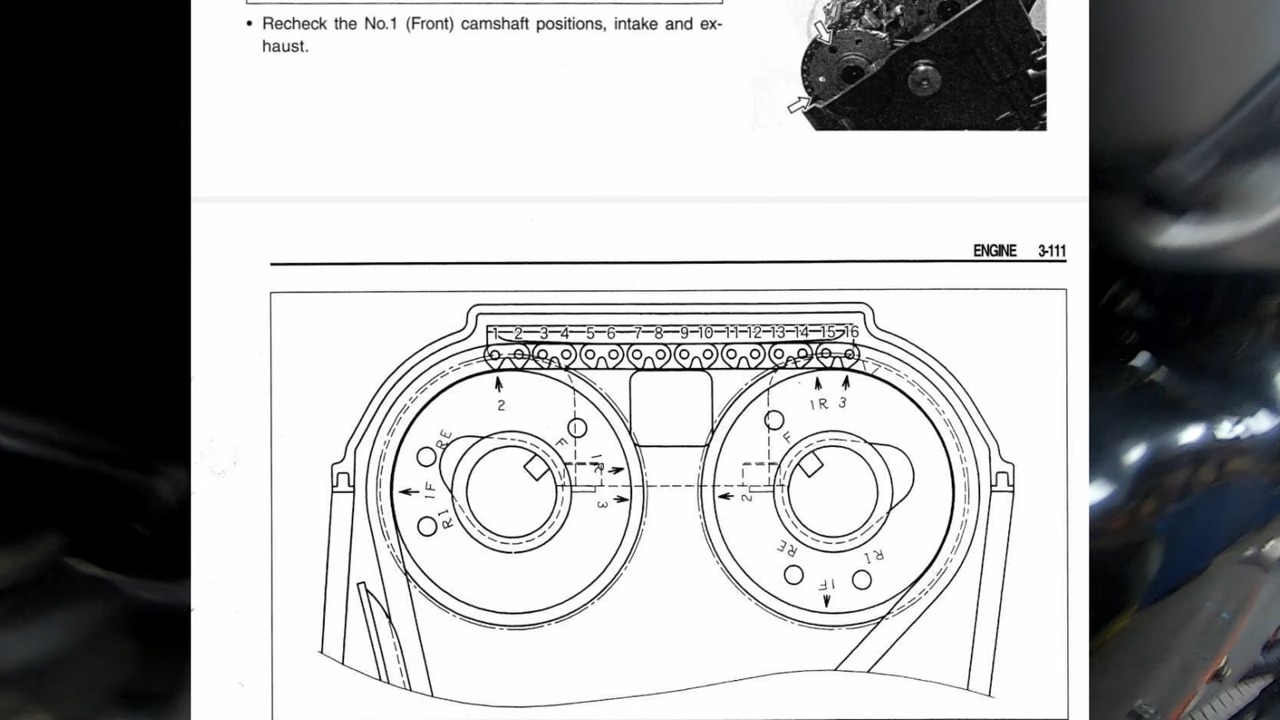 • Recheck the No.1 (Front) camshaft positions, intake and ex-
haust.
ENGINE 3-111
1 2 3 4 5 6 7 8 9 10 11 12 13 14 15 16
2
1R 3
RE
F
F
1R
1F
2
3
RI
RE
RI
1F